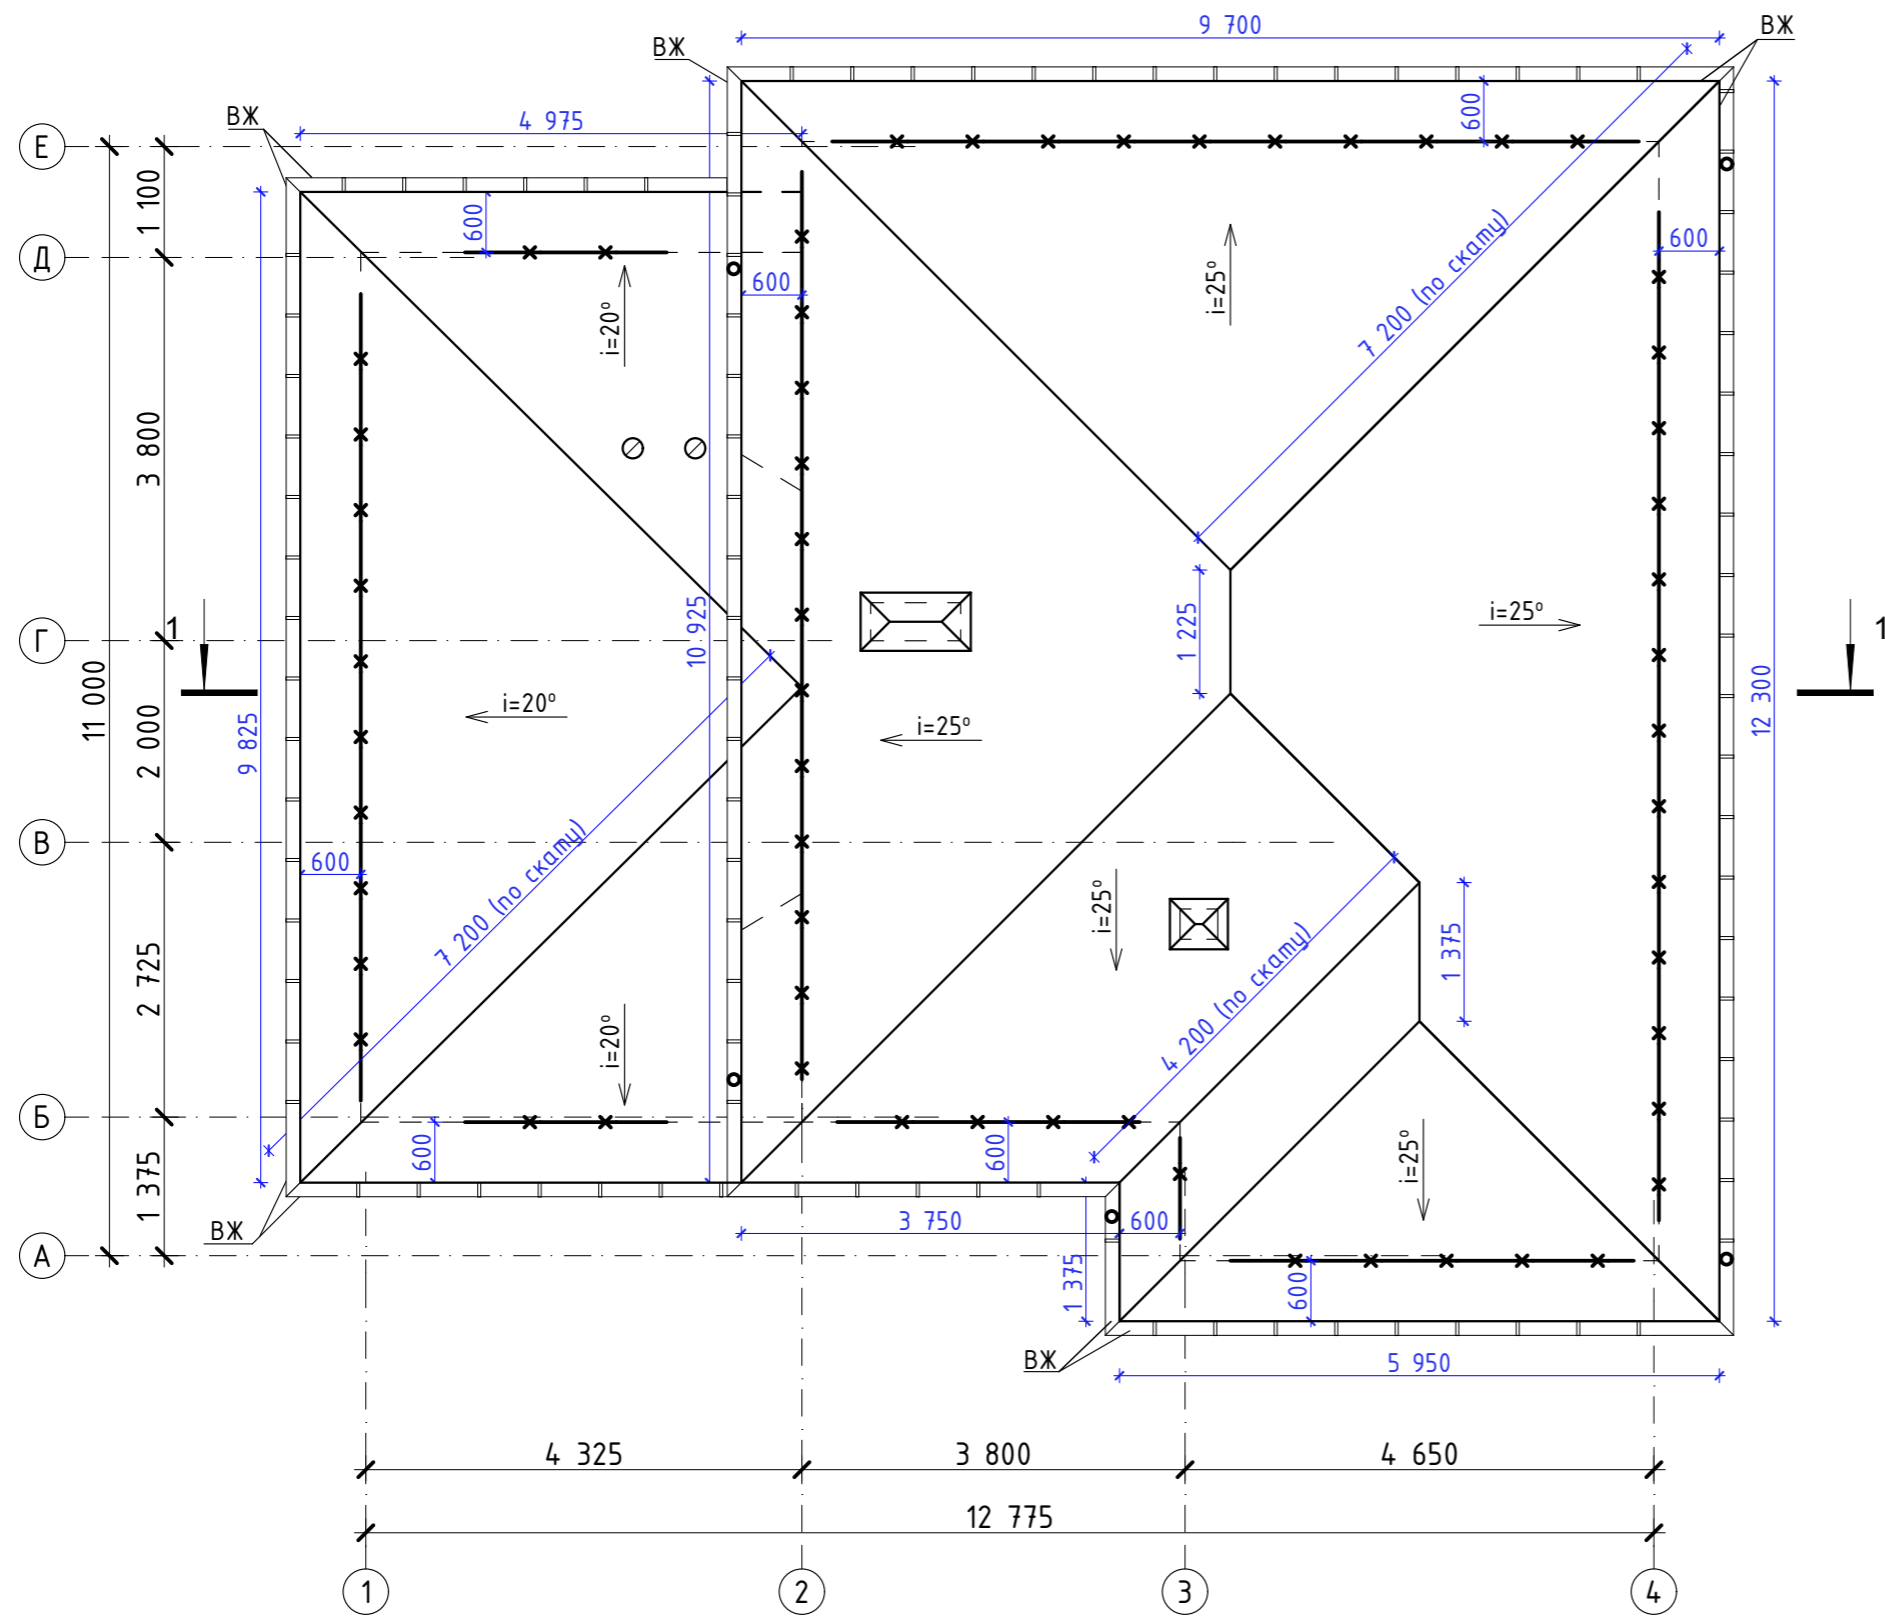 9 700
ВЖ
ВЖ
ВЖ
4 975
600
Е
1 100
600
7 200 (по скату)
600
Д
i=25°
600
i=20°
3 800
10 925
1 225
i=25°
Г
1
1
11 000
9 825
2 000
i=20°
i=25°
12 300
В
600
7 200 (по скату)
i=25°
1 375
2 725
4 200 (по скату)
i=20°
Б
600
600
i=25°
1 375
3 750
600
ВЖ
А
1 375
600
ВЖ
5 950
4 325
3 800
4 650
12 775
1
2
3
4